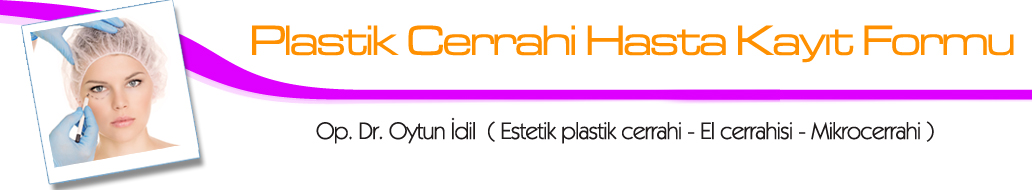 Plastik Cerrahi Hasta Kayıt Formu
Op. Dr. Oytun İdil ( Estetik plastik cerrahi - El cerrahisi - Mikrocerrahi )